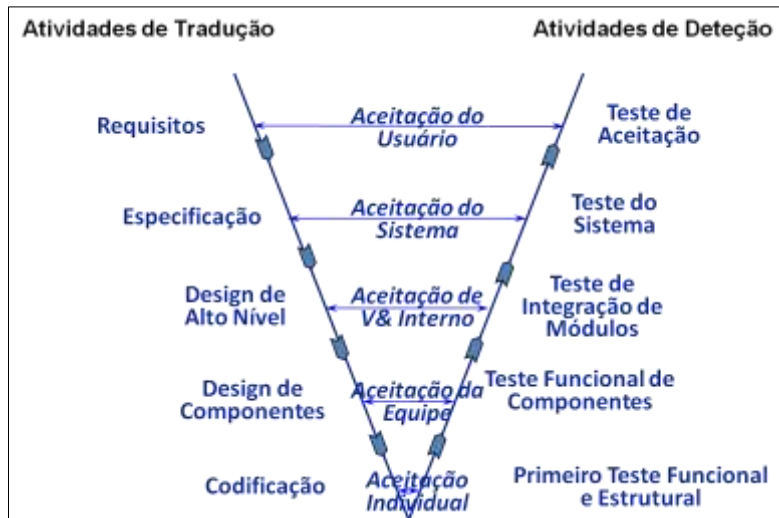 Atividades de Tradução
Atividades de Deteção
Requisitos
Aceitação do
Usuário
Teste de
Aceitação
Especificação
Aceitação do
Sistema
Teste do
Sistema
Design de
Alto Nível
Aceitação de
V& Interno
Teste de
Integração de
Módulos
Design de
Componentes
Aceitação da
Equipe
Teste Funcional de
Componentes
Codificação
Aceitação
Individual
Primeiro Teste Funcional
e Estrutural